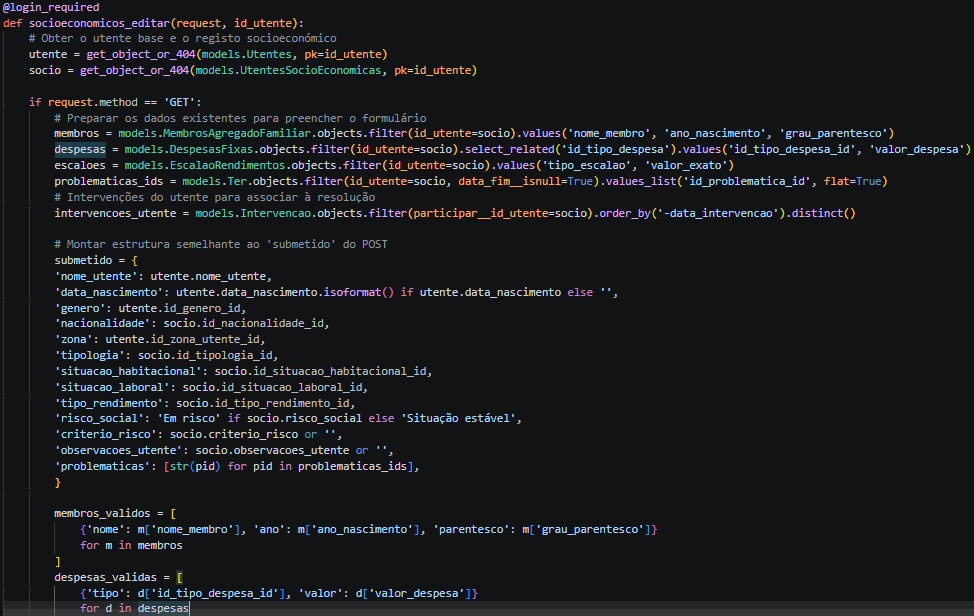 @login_required
def socioeconomicos_editar(request, id_utente):
    # Obter o utente base e o registo socioeconómico
    utente = get_object_or_404(models.Utentes, pk=id_utente)
    socio = get_object_or_404(models.UtentesSocioEconomicas, pk=id_utente)

    if request.method == 'GET':
        # Preparar os dados existentes para preencher o formulário
        membros = models.MembrosAgregadoFamiliar.objects.filter(id_utente=socio).values('nome_membro', 'ano_nascimento', 'grau_parentesco')
        despesas = models.DespesasFixas.objects.filter(id_utente=socio).select_related('id_tipo_despesa').values('id_tipo_despesa_id', 'valor_despesa')
        escaloes = models.EscalaoRendimentos.objects.filter(id_utente=socio).values('tipo_escalao', 'valor_exato')
        problematicas_ids = models.Ter.objects.filter(id_utente=socio, data_fim__isnull=True).values_list('id_problematica_id', flat=True)
        # Intervenções do utente para associar à resolução
        intervencoes_utente = models.Intervencao.objects.filter(participar__id_utente=socio).order_by('-data_intervencao').distinct()

        # Montar estrutura semelhante ao 'submetido' do POST
        submetido = {
        'nome_utente': utente.nome_utente,
        'data_nascimento': utente.data_nascimento.isoformat() if utente.data_nascimento else '',
        'genero': utente.id_genero_id,
        'nacionalidade': socio.id_nacionalidade_id,
        'zona': utente.id_zona_utente_id,
        'tipologia': socio.id_tipologia_id,
        'situacao_habitacional': socio.id_situacao_habitacional_id,
        'situacao_laboral': socio.id_situacao_laboral_id,
        'tipo_rendimento': socio.id_tipo_rendimento_id,
        'risco_social': 'Em risco' if socio.risco_social else 'Situação estável',
        'criterio_risco': socio.criterio_risco or '',
        'observacoes_utente': socio.observacoes_utente or '',
        'problematicas': [str(pid) for pid in problematicas_ids],
        }

        membros_validos = [
            {'nome': m['nome_membro'], 'ano': m['ano_nascimento'], 'parentesco': m['grau_parentesco']}
            for m in membros
        ]
        despesas_validas = [
            {'tipo': d['id_tipo_despesa_id'], 'valor': d['valor_despesa']}
            for d in despesas